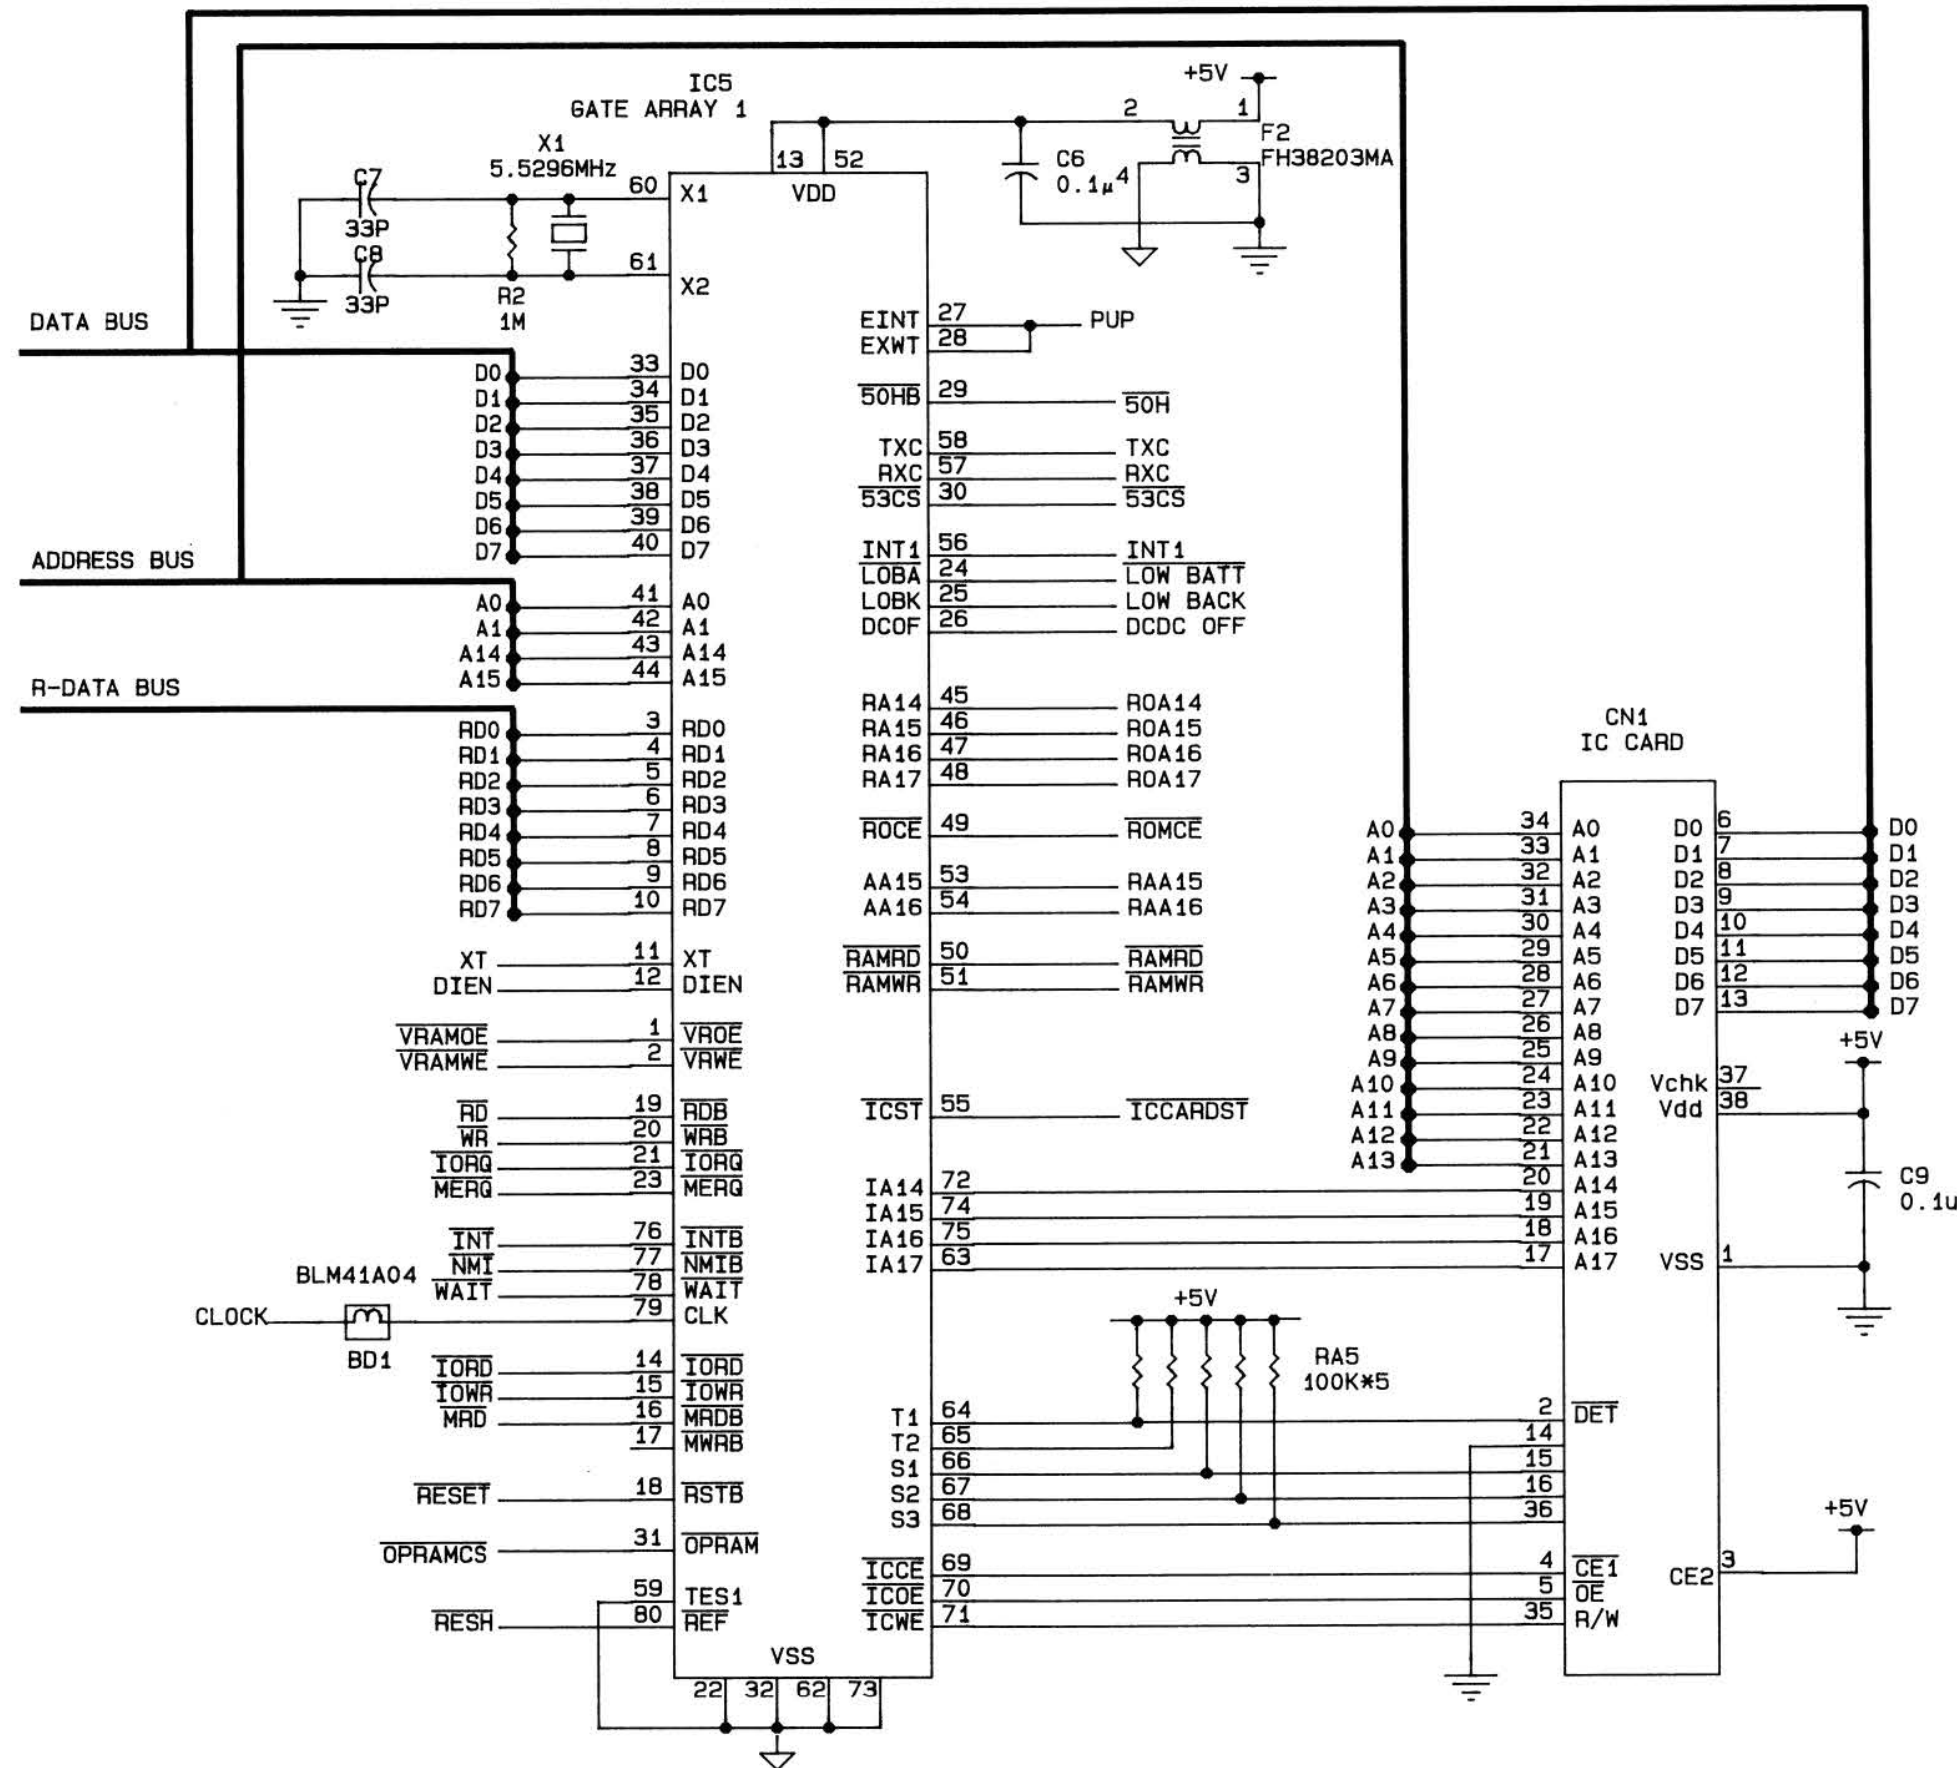 IC5
GATE ARRAY 1
+5V
2 1
F2
FH38203MA
C6
0.1µ
4 3
X1
5.5296MHz
C7
33P
C8
33P
R2
1M
13 52
VDD
60 X1
61 X2
DATA BUS
D0 33 D0
D1 34 D1
D2 35 D2
D3 36 D3
D4 37 D4
D5 38 D5
D6 39 D6
D7 40 D7
ADDRESS BUS
A0 41 A0
A1 42 A1
A14 43 A14
A15 44 A15
R-DATA BUS
RD0 3 RD0
RD1 4 RD1
RD2 5 RD2
RD3 6 RD3
RD4 7 RD4
RD5 8 RD5
RD6 9 RD6
RD7 10 RD7
XT 11 XT
DIEN 12 DIEN
VRAMOE 1 VROE
VRAMWE 2 VRWE
RD 19 RDB
WR 20 WRB
IORQ 21 IORQ
MERQ 23 MERQ
INT 76 INTB
NMI 77 NMIB
WAIT 78 WAIT
BLM41A04
CLOCK 79 CLK
BD1
IORD 14 IORD
IOWR 15 IOWR
MRD 16 MRDB
17 MWRB
RESET 18 RSTB
OPRAMCS 31 OPRAM
59 TES1
RESH 80 REF
VSS
22 32 62 73
EINT 27 PUP
EXWT 28
50HB 29 50H
TXC 58 TXC
RXC 57 RXC
53CS 30 53CS
INT1 56 INT1
LOBA 24 LOW BATT
LOBK 25 LOW BACK
DCOF 26 DCDC OFF
RA14 45 ROA14
RA15 46 ROA15
RA16 47 ROA16
RA17 48 ROA17
ROCE 49 ROMCE
AA15 53 RAA15
AA16 54 RAA16
RAMRD 50 RAMRD
RAMWR 51 RAMWR
ICST 55 ICCARDST
IA14 72
IA15 74
IA16 75
IA17 63
+5V
RA5
100K*5
T1 64
T2 65
S1 66
S2 67
S3 68
ICCE 69
ICOE 70
ICWE 71
CN1
IC CARD
A0 34 A0 D0 6 D0
A1 33 A1 D1 7 D1
A2 32 A2 D2 8 D2
A3 31 A3 D3 9 D3
A4 30 A4 D4 10 D4
A5 29 A5 D5 11 D5
A6 28 A6 D6 12 D6
A7 27 A7 D7 13 D7
A8 26 A8
A9 25 A9
A10 24 A10
A11 23 A11
A12 22 A12
A13 21 A13
20 A14
19 A15
18 A16
17 A17
+5V
Vchk 37
Vdd 38
C9
0.1u
VSS 1
2 DET
14
15
16
36
+5V
4 CE1
5 OE
35 R/W
CE2 3